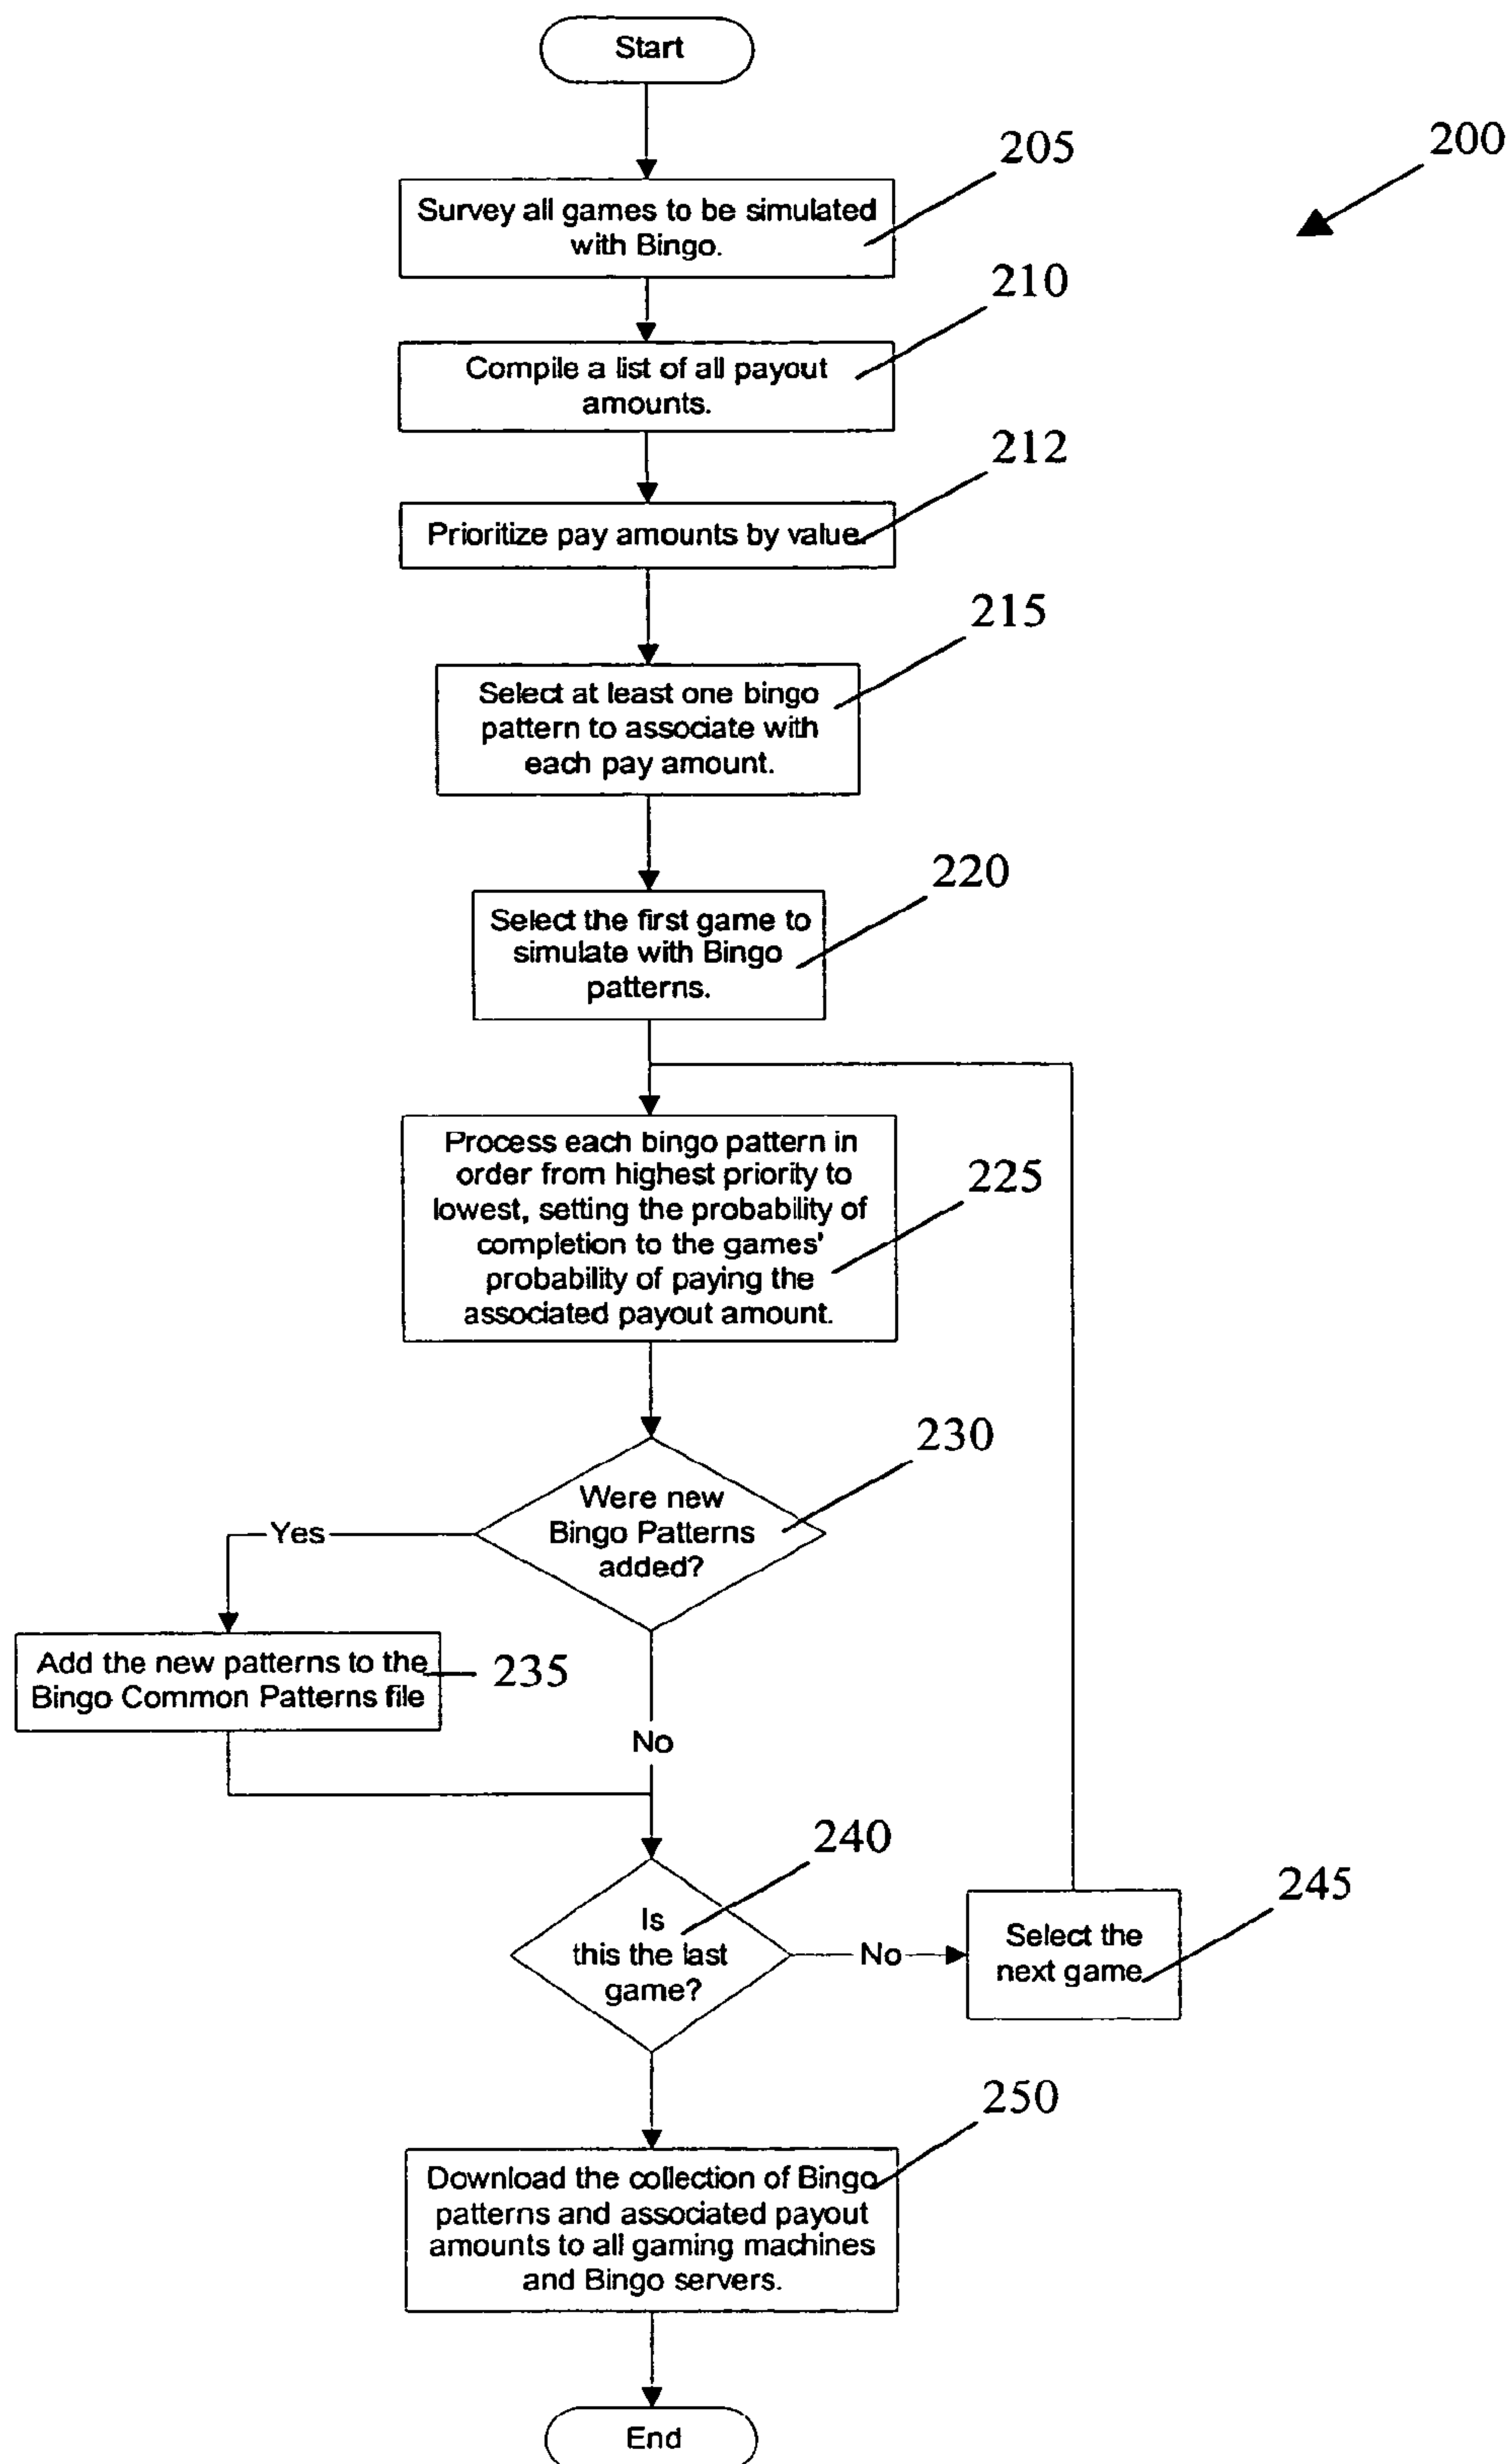 Start
200
205
Survey all games to be simulated
with Bingo.
210
Compile a list of all payout
amounts.
212
Prioritize pay amounts by value.
215
Select at least one bingo
pattern to associate with
each pay amount.
220
Select the first game to
simulate with Bingo
patterns.
225
Process each bingo pattern in
order from highest priority to
lowest, setting the probability of
completion to the games'
probability of paying the
associated payout amount.
230
Were new
Bingo Patterns
added?
Yes
Add the new patterns to the
Bingo Common Patterns file
235
No
240
Is
this the last
game?
No
245
Select the
next game.
250
Download the collection of Bingo
patterns and associated payout
amounts to all gaming machines
and Bingo servers.
End